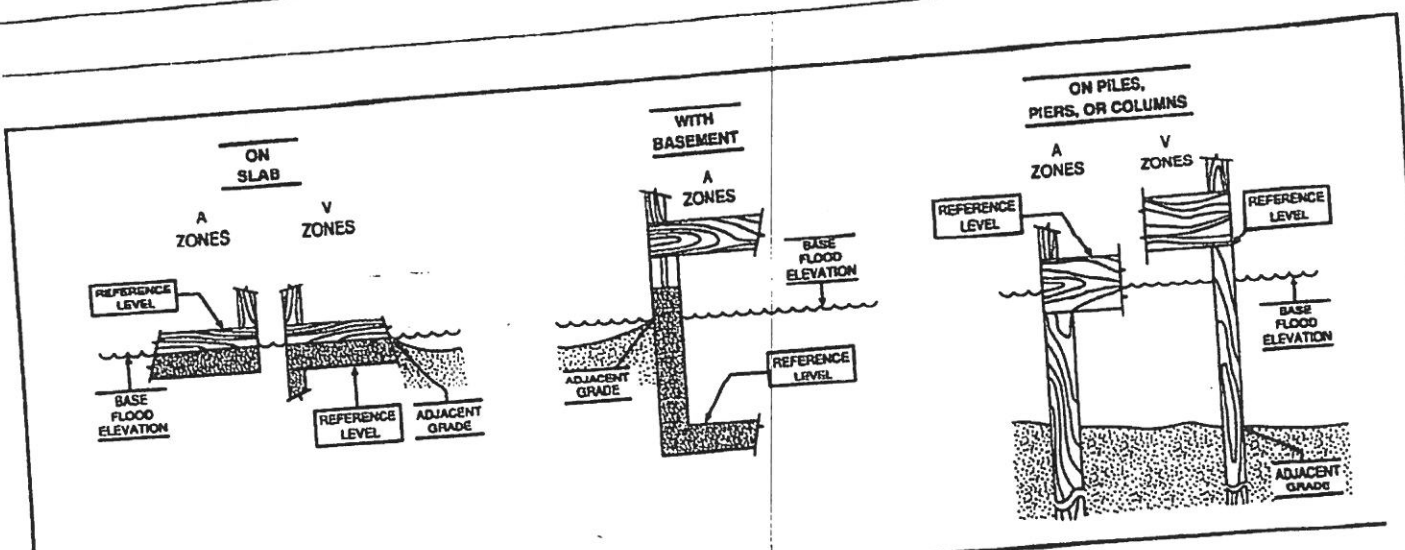 ON
SLAB
A
ZONES
V
ZONES
REFERENCE
LEVEL
BASE
FLOOD
ELEVATION
REFERENCE
LEVEL
ADJACENT
GRADE
WITH
BASEMENT
A
ZONES
BASE
FLOOD
ELEVATION
ADJACENT
GRADE
REFERENCE
LEVEL
ON PILES,
PIERS, OR COLUMNS
A
ZONES
V
ZONES
REFERENCE
LEVEL
REFERENCE
LEVEL
BASE
FLOOD
ELEVATION
ADJACENT
GRADE